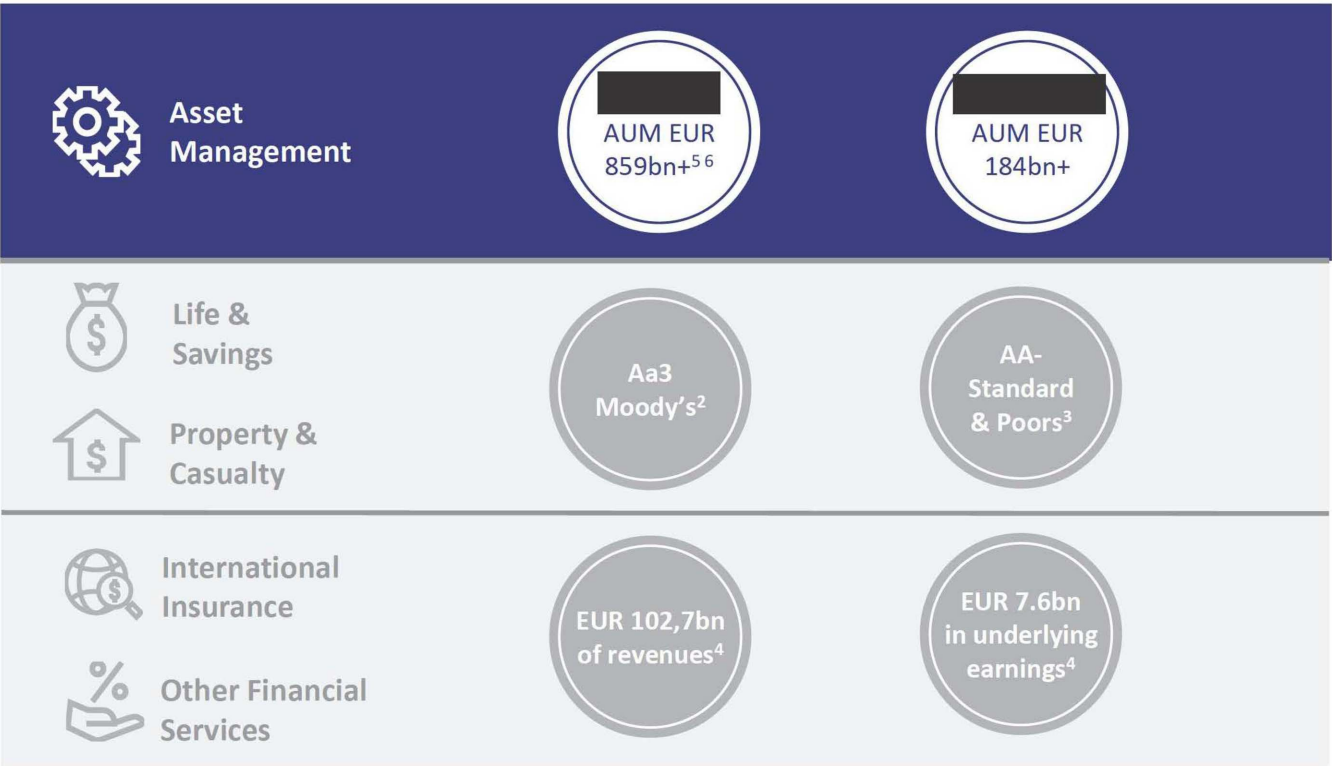 Asset
Management
AUM EUR
859bn+⁵ ⁶
AUM EUR
184bn+
Life &
Savings
Property &
Casualty
Aa3
Moody’s²
AA-
Standard
& Poors³
International
Insurance
Other Financial
Services
EUR 102,7bn
of revenues⁴
EUR 7.6bn
in underlying
earnings⁴